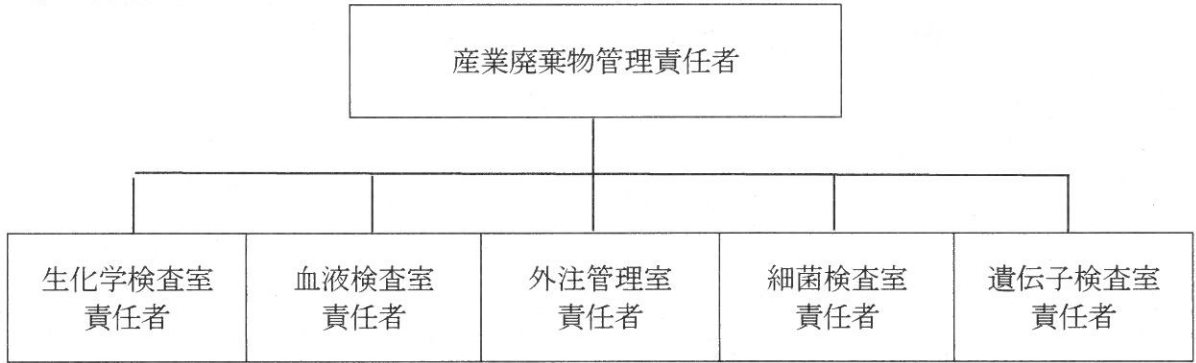 産業廃棄物管理責任者
生化学検査室
責任者
血液検査室
責任者
外注管理室
責任者
細菌検査室
責任者
遺伝子検査室
責任者